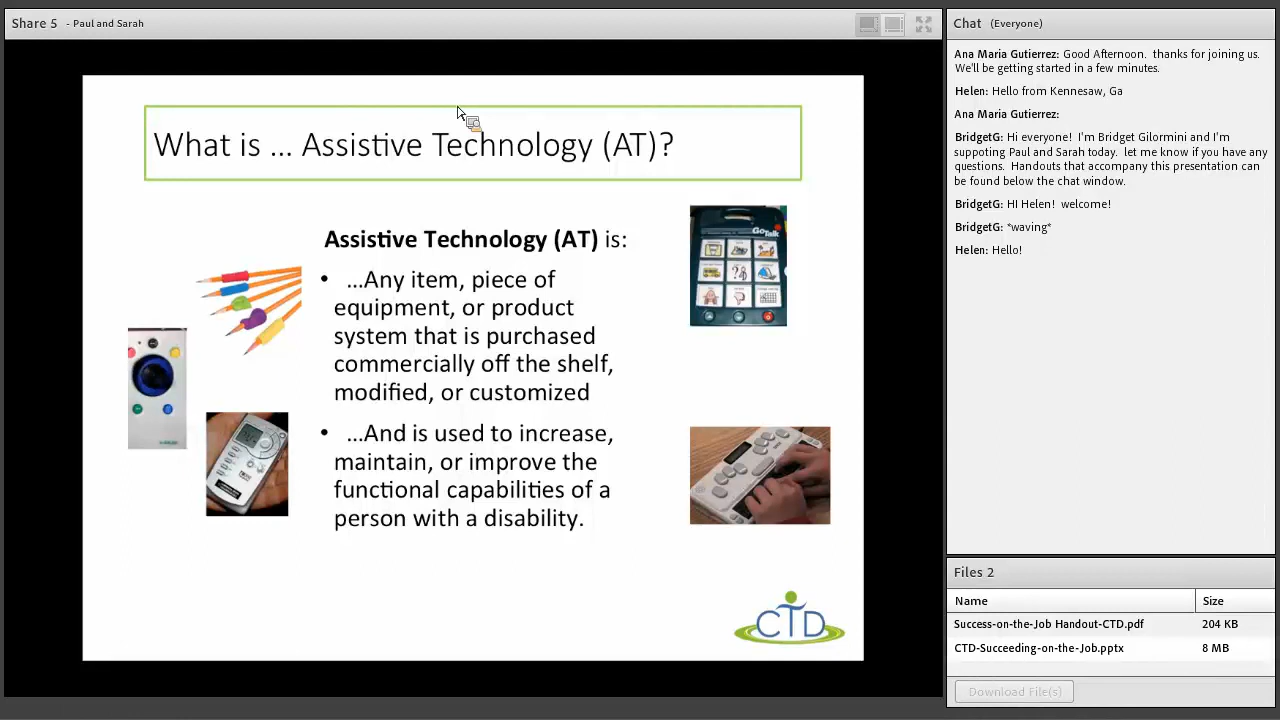 Share 5 - Paul and Sarah
What is ... Assistive Technology (AT)?
Assistive Technology (AT) is:
• ...Any item, piece of
equipment, or product
system that is purchased
commercially off the shelf,
modified, or customized
• ...And is used to increase,
maintain, or improve the
functional capabilities of a
person with a disability.
GoTalk
CTD
Chat (Everyone)
Ana Maria Gutierrez: Good Afternoon. thanks for joining us.
We'll be getting started in a few minutes.
Helen: Hello from Kennesaw, Ga
Ana Maria Gutierrez:
BridgetG: Hi everyone! I'm Bridget Gilormini and I'm
suppoting Paul and Sarah today. let me know if you have any
questions. Handouts that accompany this presentation can
be found below the chat window.
BridgetG: HI Helen! welcome!
BridgetG: *waving*
Helen: Hello!
Files 2
Name Size
Success-on-the-Job Handout-CTD.pdf 204 KB
CTD-Succeeding-on-the-Job.pptx 8 MB
Download File(s)